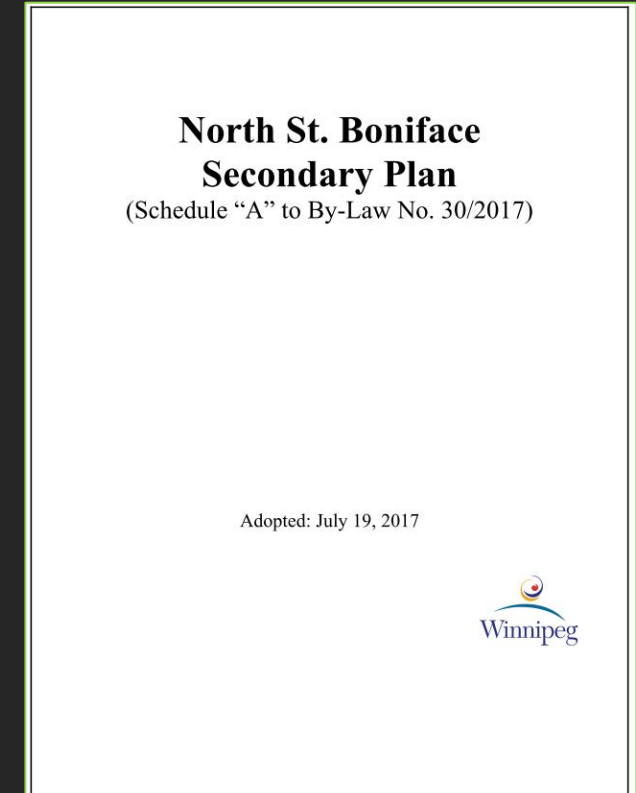 North St. Boniface
Secondary Plan
(Schedule “A” to By-Law No. 30/2017)
Adopted: July 19, 2017
Winnipeg